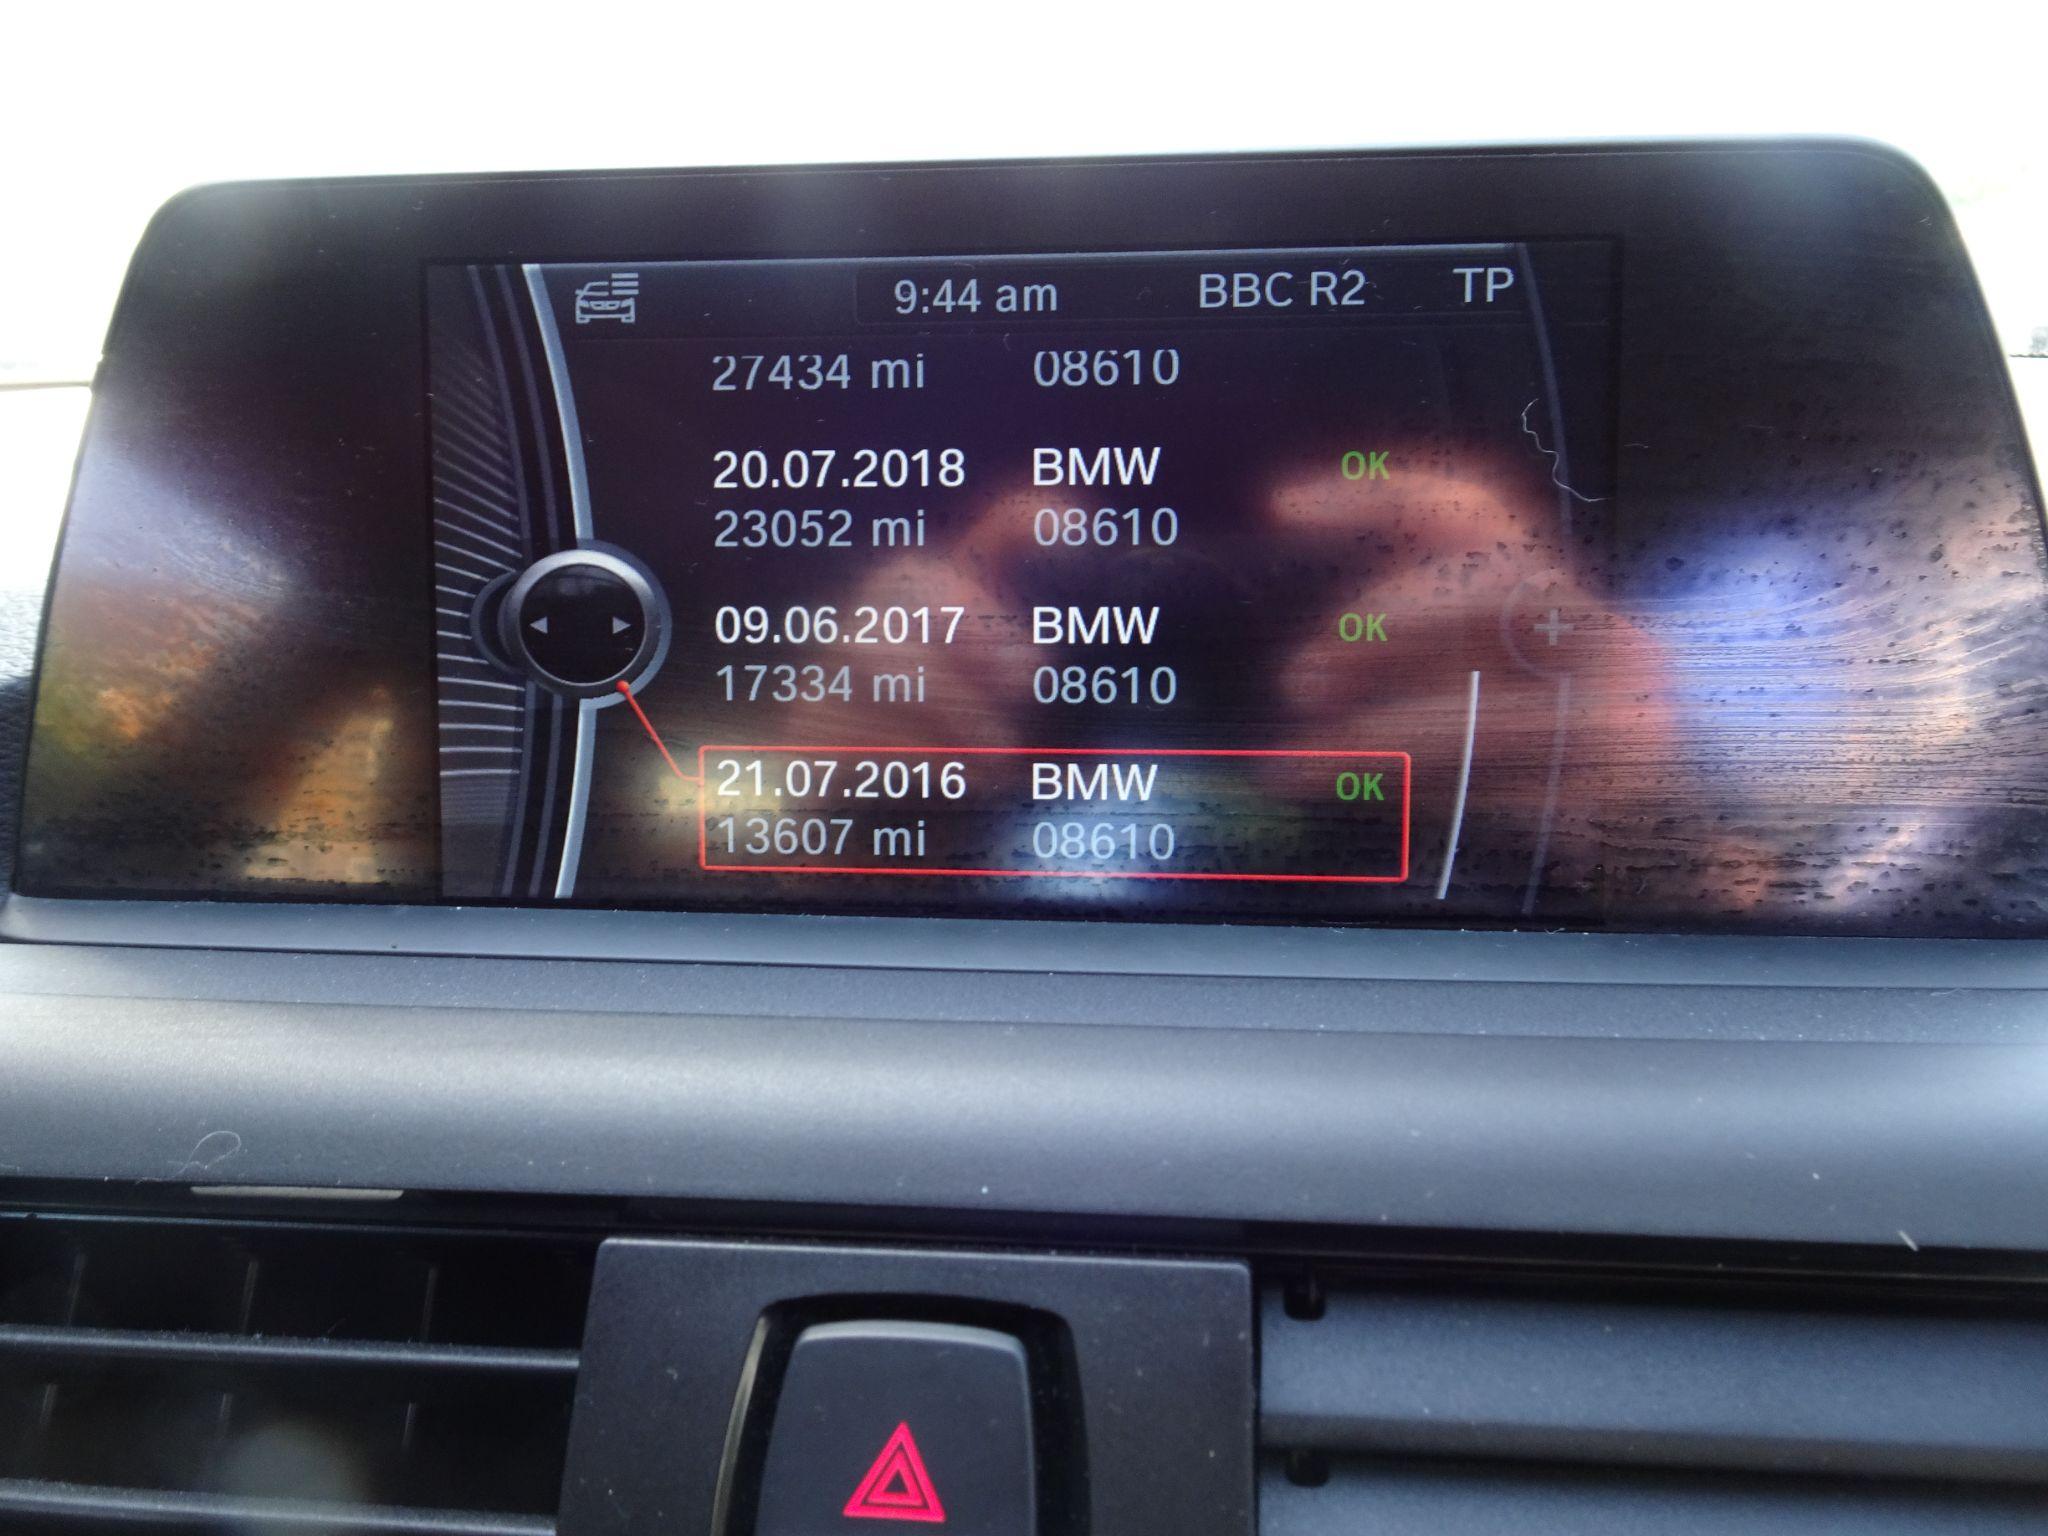 9:44 am BBC R2 TP
27434 mi 08610
20.07.2018 BMW OK
23052 mi 08610
09.06.2017 BMW OK
17334 mi 08610
21.07.2016 BMW OK
13607 mi 08610